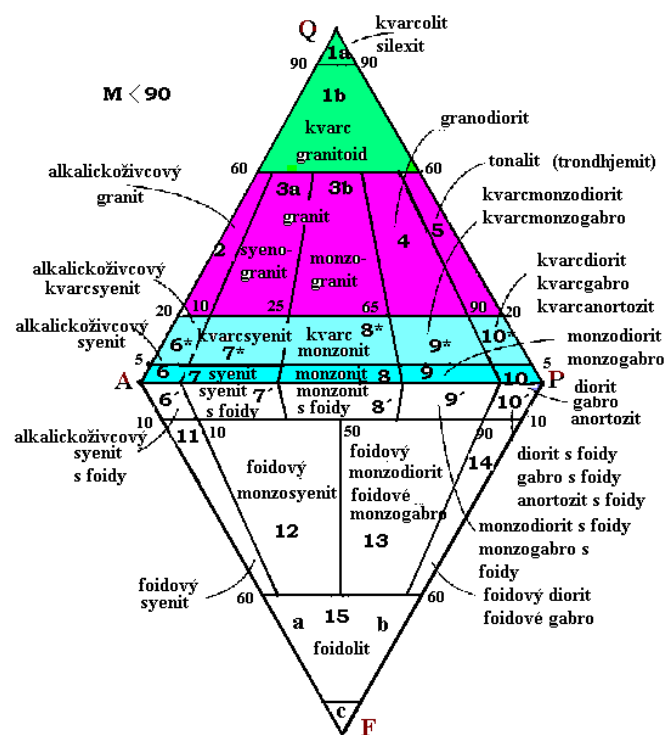 Q
kvarcolit
silexit
1a
90
90
M < 90
1b
kvarc
granitoid
granodiorit
60
60
tonalit (trondhjemit)
alkalickoživcový
granit
3a
3b
granit
kvarcmonzodiorit
kvarcmonzogabro
2
5
4
syeno-
granit
monzo-
granit
alkalickoživcový
kvarcsyenit
kvarcdiorit
kvarcgabro
kvarcanortozit
20
10
25
65
90
20
alkalickoživcový
syenit
6*
kvarcsyenit
7*
kvarc
monzonit
8*
9*
10*
monzodiorit
monzogabro
5
5
A
6
7
syenit
monzonit
8
9
10
P
diorit
gabro
anortozit
6´
syenit
s foidy
7´
monzonit
s foidy
8´
9´
10´
10
10
alkalickoživcový
syenit
s foidy
11
10
50
90
14
foidový
monzosyenit
foidový
monzodiorit
foidové
monzogabro
diorit s foidy
gabro s foidy
anortozit s foidy
12
13
monzodiorit s foidy
monzogabro s
foidy
foidový
syenit
foidový diorit
foidové gabro
60
60
15
a
b
foidolit
c
F